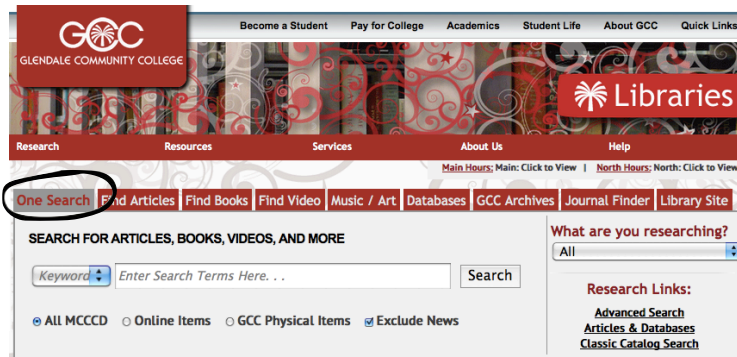 GCC
GLENDALE COMMUNITY COLLEGE
Become a Student Pay for College Academics Student Life About GCC Quick Links
Libraries
Research Resources Services About Us Help
Main Hours: Main: Click to View | North Hours: North: Click to View
One Search Find Articles Find Books Find Video Music / Art Databases GCC Archives Journal Finder Library Site
SEARCH FOR ARTICLES, BOOKS, VIDEOS, AND MORE
What are you researching?
All
Keyword Enter Search Terms Here. . . Search
Research Links:
Advanced Search
All MCCCD Online Items GCC Physical Items Exclude News
Articles & Databases
Classic Catalog Search